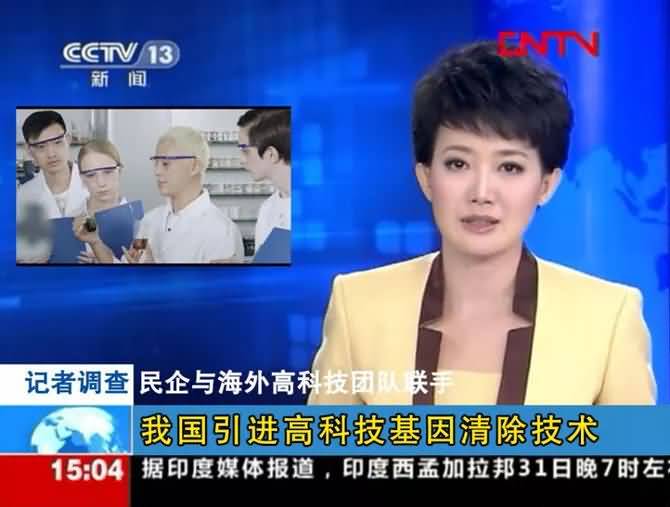 CCTV 13
CNTV
新闻
记者调查
民企与海外高科技团队联手
我国引进高科技基因清除技术
15:04
据印度媒体报道，印度西孟加拉邦31日晚7时左